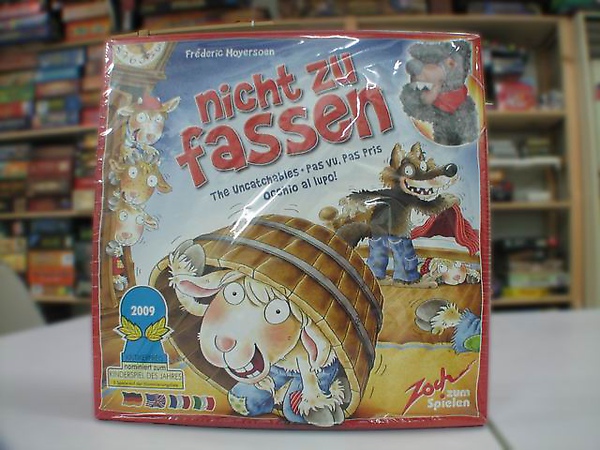 Fréderic Moyersoen
nicht zu
fassen
The Uncatchables • Pas vu, Pas Pris
Occhio al lupo!
2009
nominiert zum
KINDERSPIEL DES JAHRES
Zoch
zum
Spielen